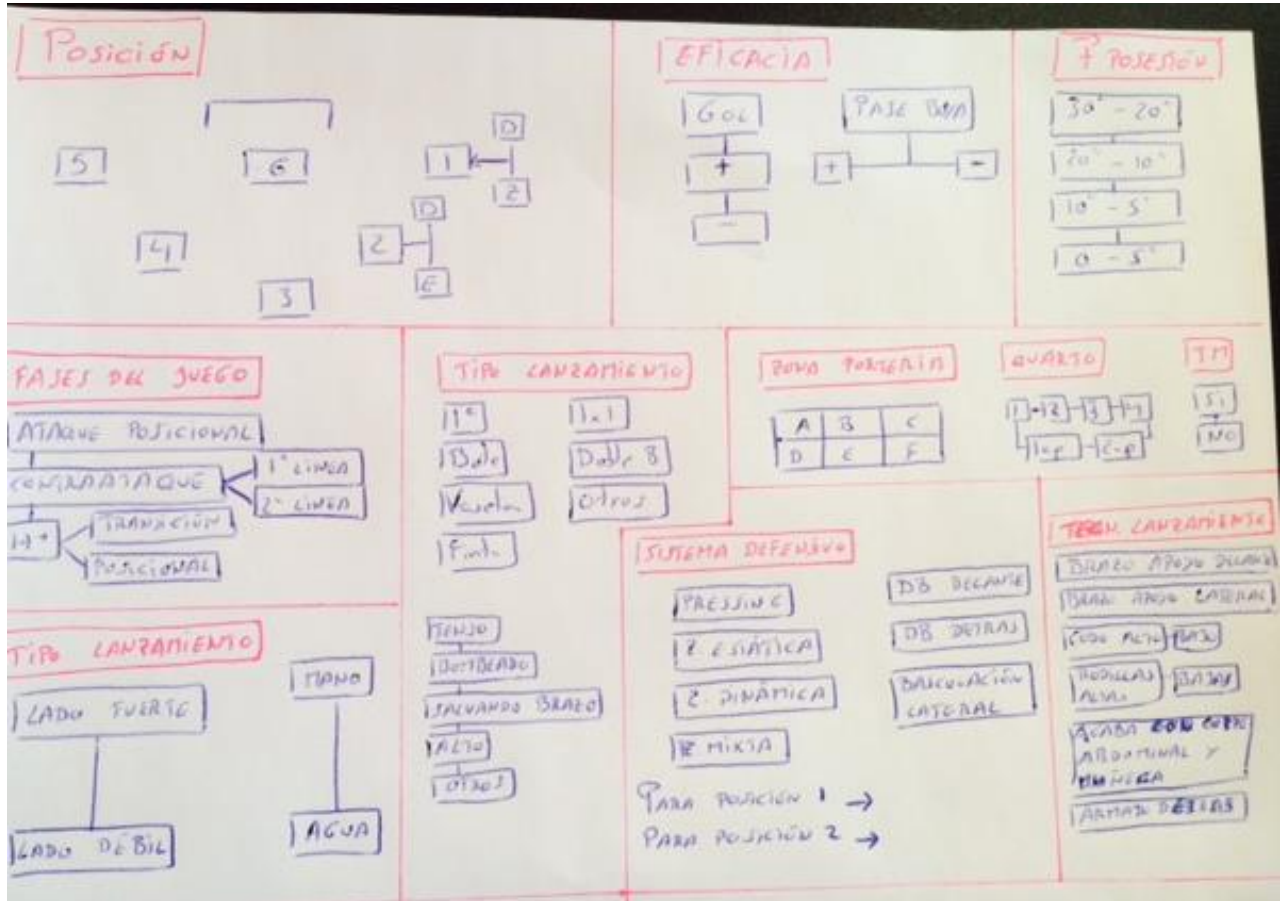 Posición
5
6
1
D
Z
4
2
D
E
3
EFICACIA
GOL
+
-
PASE BOYA
+ -
POSESIÓN
30" - 20"
20" - 10"
10" - 5"
0 - 5"
FASES DEL JUEGO
ATAQUE POSICIONAL
CONTRAATAQUE
1ª LINEA
2ª LINEA
TRANSICIÓN
POSICIONAL
TIPO LANZAMIENTO
LADO FUERTE
LADO DÉBIL
MANO
AGUA
TIPO LANZAMIENTO
1x1
Bote
Doble B
Vaselina
Otros
Finta
TENSO
BOMBEADO
SALVANDO BRAZO
ALTO
OTROS
ZONA PORTERIA
A B C
D E F
QUARTO
1 2 3 4
1-P 2-P
TM
Si
NO
SISTEMA DEFENSIVO
PRESSING
Z. ESTÁTICA
Z. DINÁMICA
MIXTA
DB DELANTE
DB DETRAS
BASCULACIÓN
LATERAL
PARA POSICIÓN 1 →
PARA POSICIÓN 2 →
TECN. LANZAMIENTO
BRAZO APOYO DELANTE
BRAZO APOYO LATERAL
CODO ALTO BAJO
RODILLAS
ALTAS
BAJAS
ACABA CON
ABDOMINAL Y
MUÑECA
ARMAR DETRAS